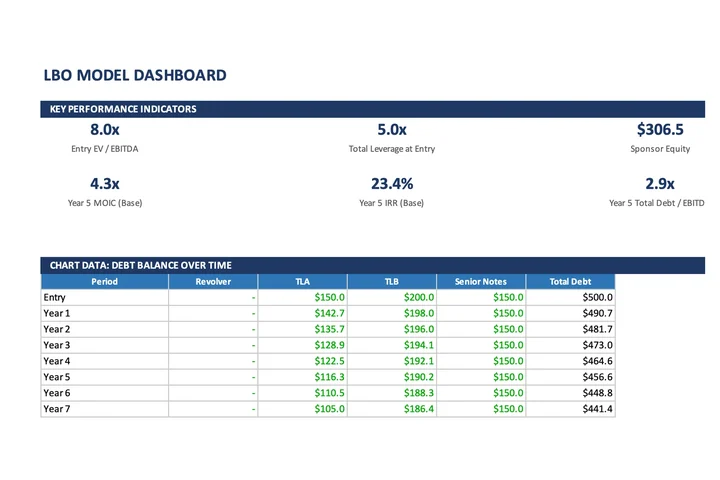 LBO MODEL DASHBOARD
KEY PERFORMANCE INDICATORS
8.0x 5.0x $306.5
Entry EV / EBITDA Total Leverage at Entry Sponsor Equity
4.3x 23.4% 2.9x
Year 5 MOIC (Base) Year 5 IRR (Base) Year 5 Total Debt / EBITD
CHART DATA: DEBT BALANCE OVER TIME
Period Revolver TLA TLB Senior Notes Total Debt
Entry - $150.0 $200.0 $150.0 $500.0
Year 1 - $142.7 $198.0 $150.0 $490.7
Year 2 - $135.7 $196.0 $150.0 $481.7
Year 3 - $128.9 $194.1 $150.0 $473.0
Year 4 - $122.5 $192.1 $150.0 $464.6
Year 5 - $116.3 $190.2 $150.0 $456.6
Year 6 - $110.5 $188.3 $150.0 $448.8
Year 7 - $105.0 $186.4 $150.0 $441.4